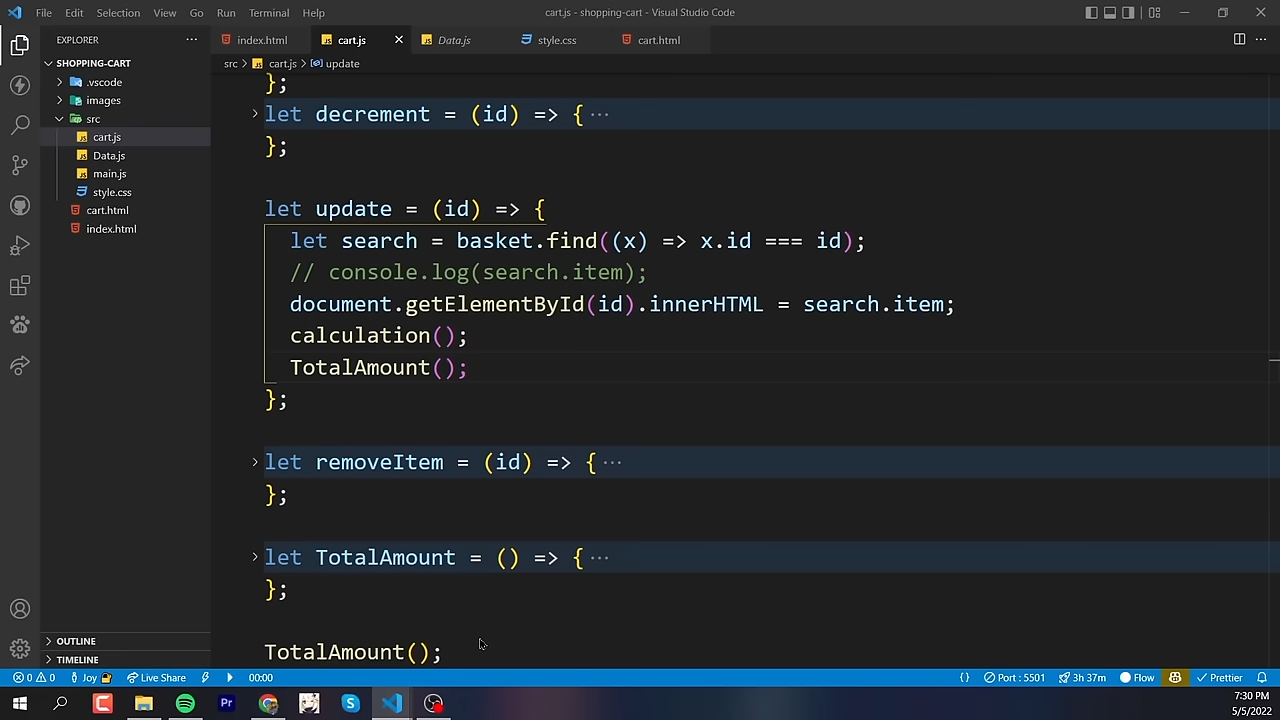 File Edit Selection View Go Run Terminal Help cart.js - shopping-cart - Visual Studio Code
EXPLORER ···
index.html cart.js Data.js style.css cart.html
SHOPPING-CART
src > cart.js > update
.vscode
images
src
cart.js
Data.js
main.js
style.css
cart.html
index.html
};
let decrement = (id) => { ···
};
let update = (id) => {
let search = basket.find((x) => x.id === id);
// console.log(search.item);
document.getElementById(id).innerHTML = search.item;
calculation();
TotalAmount();
};
let removeItem = (id) => { ···
};
let TotalAmount = () => { ···
};
TotalAmount();
OUTLINE
TIMELINE
0 0 Joy Live Share 00:00 {} Port : 5501 3h 37m Flow Prettier
Pr
7:30 PM
5/5/2022